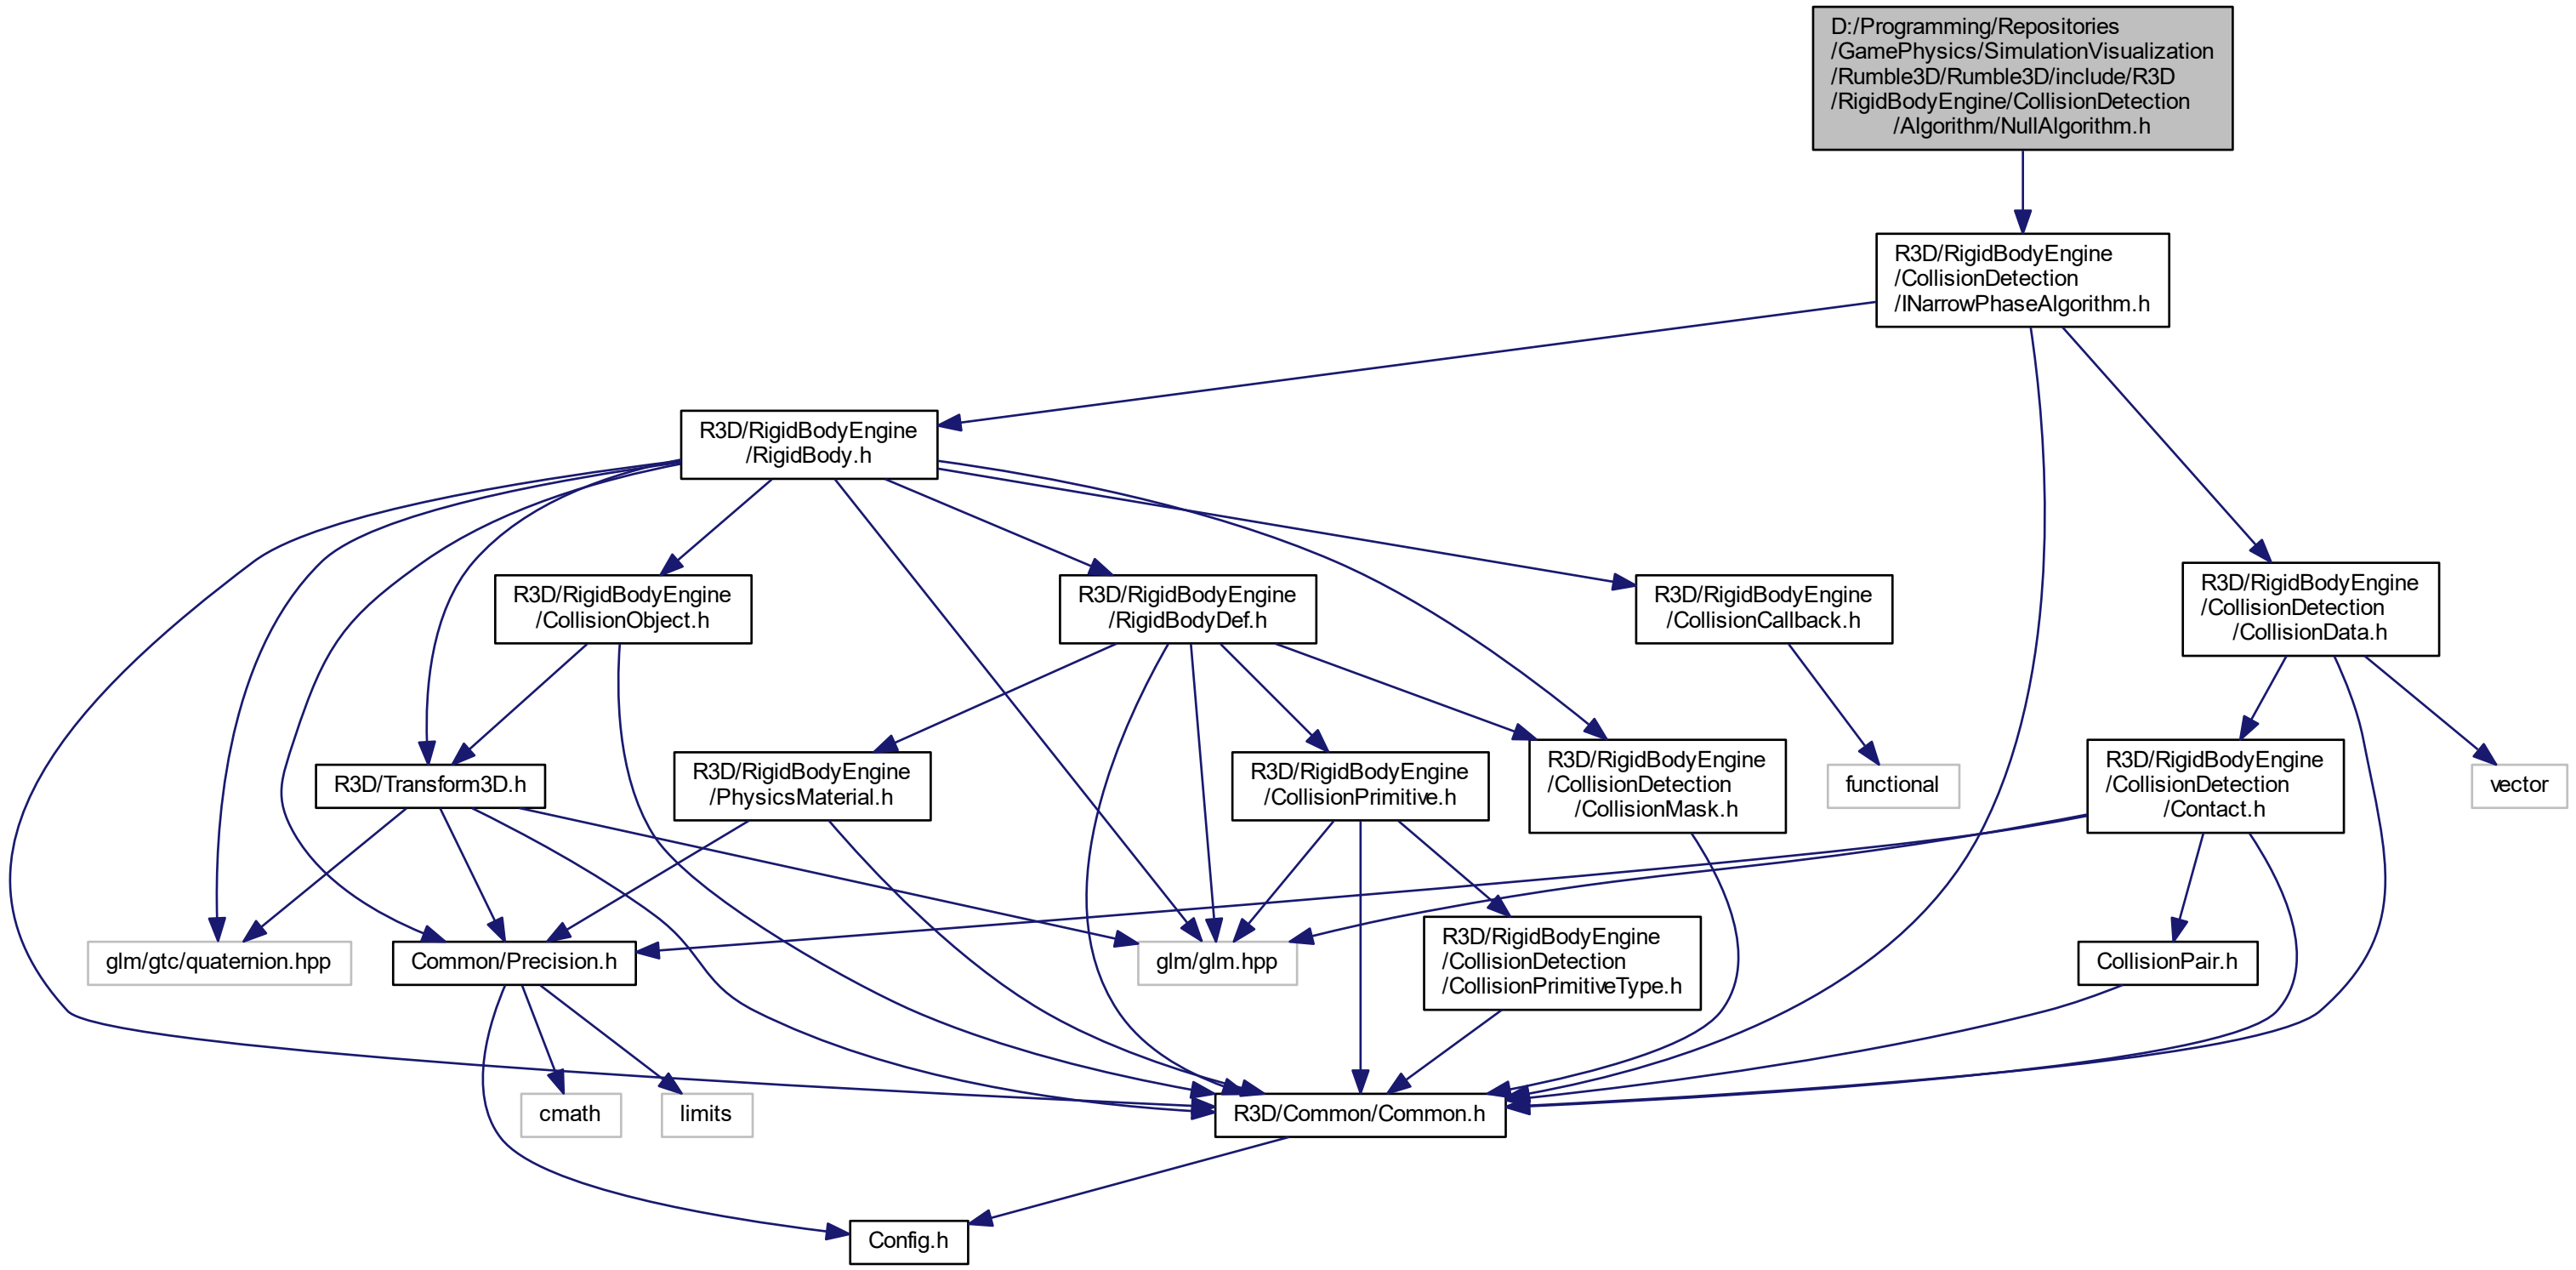 D:/Programming/Repositories
/GamePhysics/SimulationVisualization
/Rumble3D/Rumble3D/include/R3D
/RigidBodyEngine/CollisionDetection
/Algorithm/NullAlgorithm.h
R3D/RigidBodyEngine
/CollisionDetection
/INarrowPhaseAlgorithm.h
R3D/RigidBodyEngine
/RigidBody.h
R3D/RigidBodyEngine
/CollisionObject.h
R3D/RigidBodyEngine
/RigidBodyDef.h
R3D/RigidBodyEngine
/CollisionCallback.h
R3D/RigidBodyEngine
/CollisionDetection
/CollisionData.h
R3D/Transform3D.h
R3D/RigidBodyEngine
/PhysicsMaterial.h
R3D/RigidBodyEngine
/CollisionPrimitive.h
R3D/RigidBodyEngine
/CollisionDetection
/CollisionMask.h
functional
R3D/RigidBodyEngine
/CollisionDetection
/Contact.h
vector
glm/gtc/quaternion.hpp
Common/Precision.h
glm/glm.hpp
R3D/RigidBodyEngine
/CollisionDetection
/CollisionPrimitiveType.h
CollisionPair.h
cmath
limits
R3D/Common/Common.h
Config.h